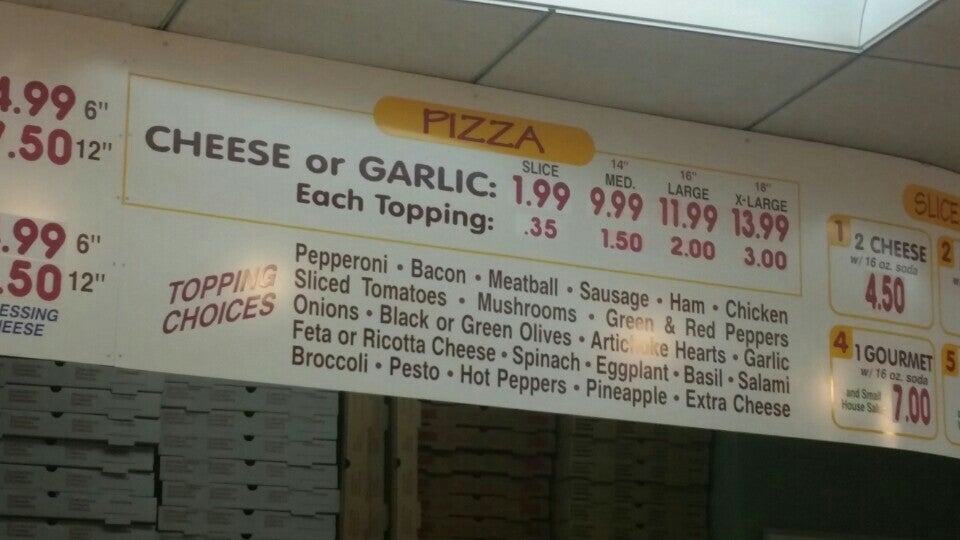 4.99 6"
7.50 12"
.99 6"
.50 12"
ESSING
HEESE
PIZZA
SLICE 14" MED. 16" LARGE 18" X-LARGE
CHEESE or GARLIC: 1.99 9.99 11.99 13.99
Each Topping: .35 1.50 2.00 3.00
TOPPING
CHOICES
Pepperoni • Bacon • Meatball • Sausage • Ham • Chicken
Sliced Tomatoes • Mushrooms • Green & Red Peppers
Onions • Black or Green Olives • Artichoke Hearts • Garlic
Feta or Ricotta Cheese • Spinach • Eggplant • Basil • Salami
Broccoli • Pesto • Hot Peppers • Pineapple • Extra Cheese
SLICE
1 2 CHEESE
w/ 16 oz. soda
4.50
2
4 1 GOURMET
w/ 16 oz. soda
and Small
House Salad
7.00
5